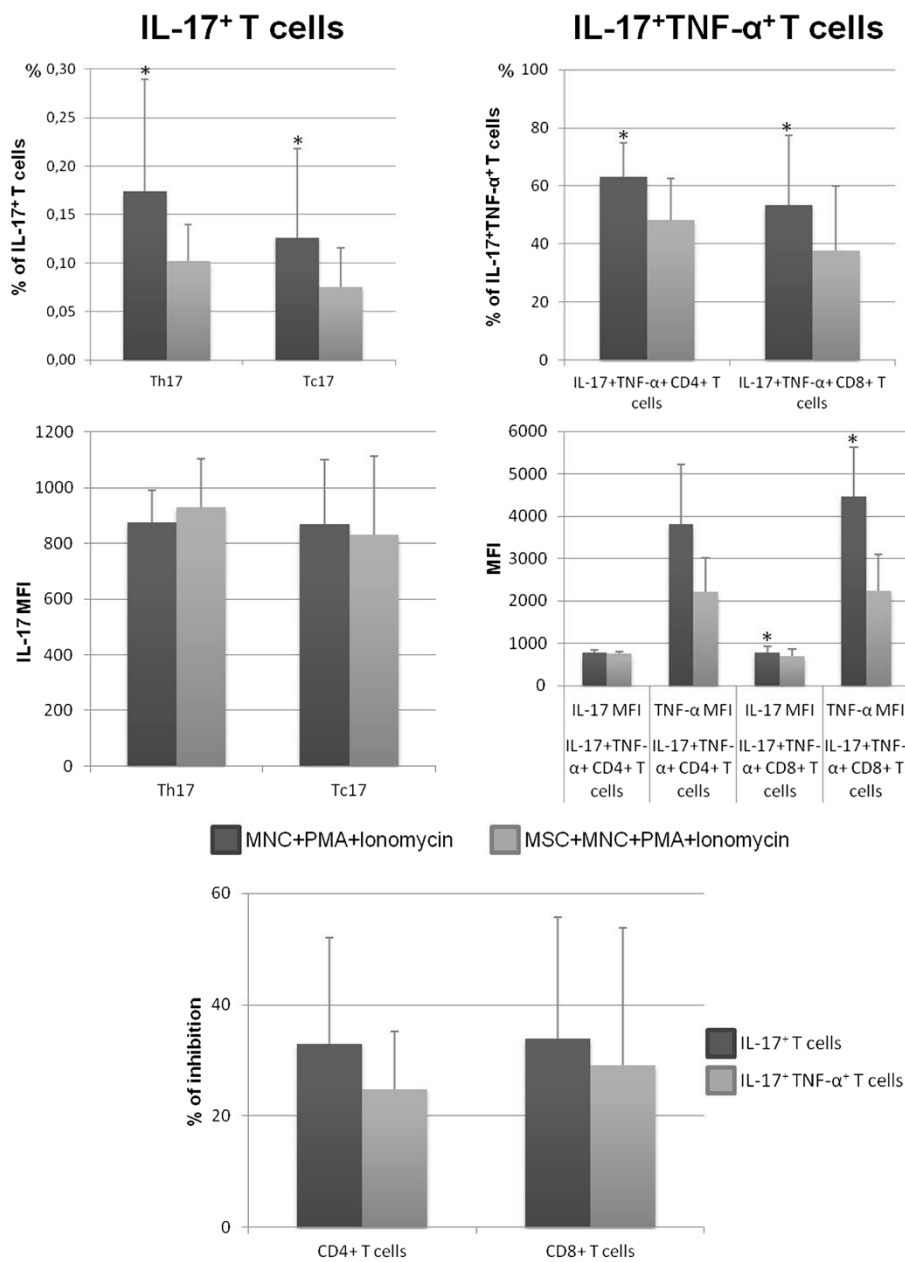 IL-17⁺ T cells
%
% of IL-17⁺ T cells
0,30
0,25
0,20
0,15
0,10
0,05
0,00
*
*
Th17
Tc17
IL-17⁺TNF-α⁺ T cells
%
% of IL-17⁺TNF-α⁺ T cells
100
80
60
40
20
0
*
*
IL-17+TNF-α+CD4+ T
cells
IL-17+TNF-α+CD8+ T
cells
IL-17 MFI
1200
1000
800
600
400
200
0
Th17
Tc17
MFI
6000
5000
4000
3000
2000
1000
0
*
*
IL-17 MFI
TNF-α MFI
IL-17 MFI
TNF-α MFI
IL-17+TNF-
α+ CD4+ T
cells
IL-17+TNF-
α+ CD4+ T
cells
IL-17+TNF-
α+ CD8+ T
cells
IL-17+TNF-
α+ CD8+ T
cells
MNC+PMA+Ionomycin
MSC+MNC+PMA+Ionomycin
% of inhibition
60
40
20
0
CD4+ T cells
CD8+ T cells
IL-17⁺ T cells
IL-17⁺ TNF-α⁺ T cells